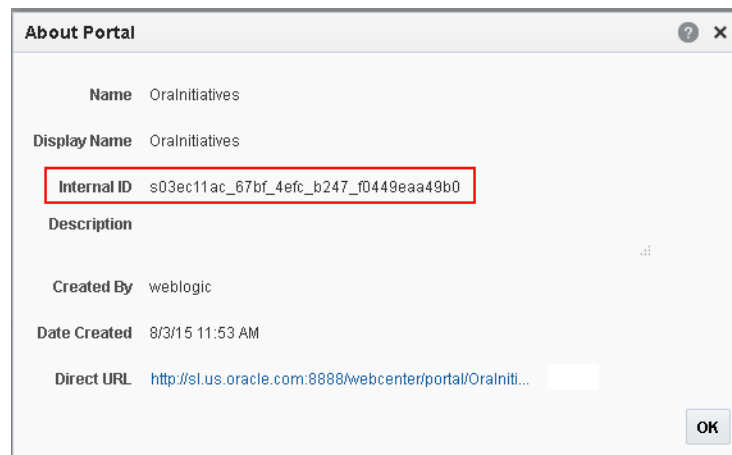 About Portal
Name OraInitiatives
Display Name OraInitiatives
Internal ID s03ec11ac_67bf_4efc_b247_f0449eaa49b0
Description
Created By weblogic
Date Created 8/3/15 11:53 AM
Direct URL http://sl.us.oracle.com:8888/webcenter/portal/OraIniti...
OK